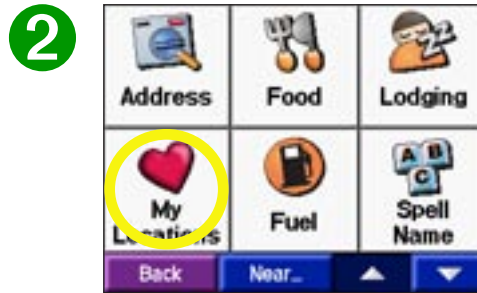 2
Address Food Lodging
My Locations Fuel Spell Name
A B C
Back Near...